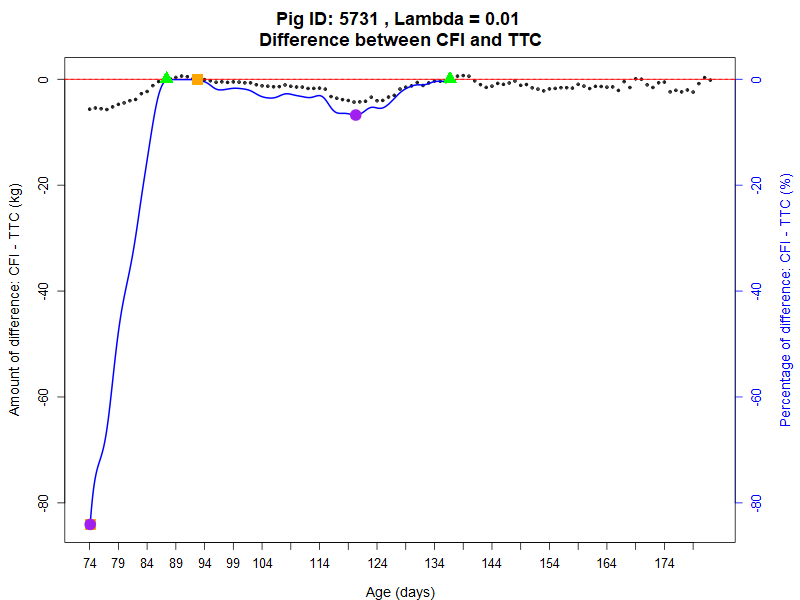 Pig ID: 5731 , Lambda = 0.01
Difference between CFI and TTC
Amount of difference: CFI - TTC (kg)
0
-20
-40
-60
-80
0
-20
-40
-60
-80
Percentage of difference: CFI - TTC (%)
74 79 84 89 94 99 104 114 124 134 144 154 164 174
Age (days)